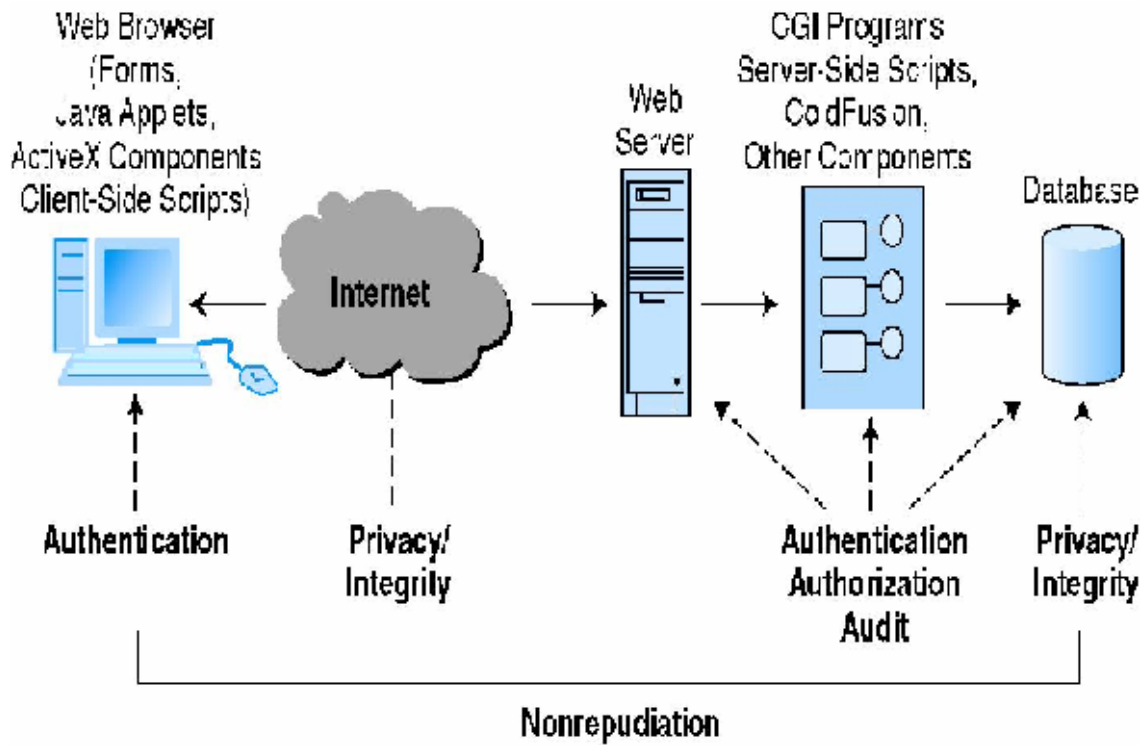 Web Browser
(Forms,
Java Applets,
ActiveX Components
Client-Side Scripts)
Internet
Web
Server
CGI Programs
Server-Side Scripts,
ColdFusion,
Other Components
Database
Authentication
Privacy/
Integrity
Authentication
Authorization
Audit
Privacy/
Integrity
Nonrepudiation